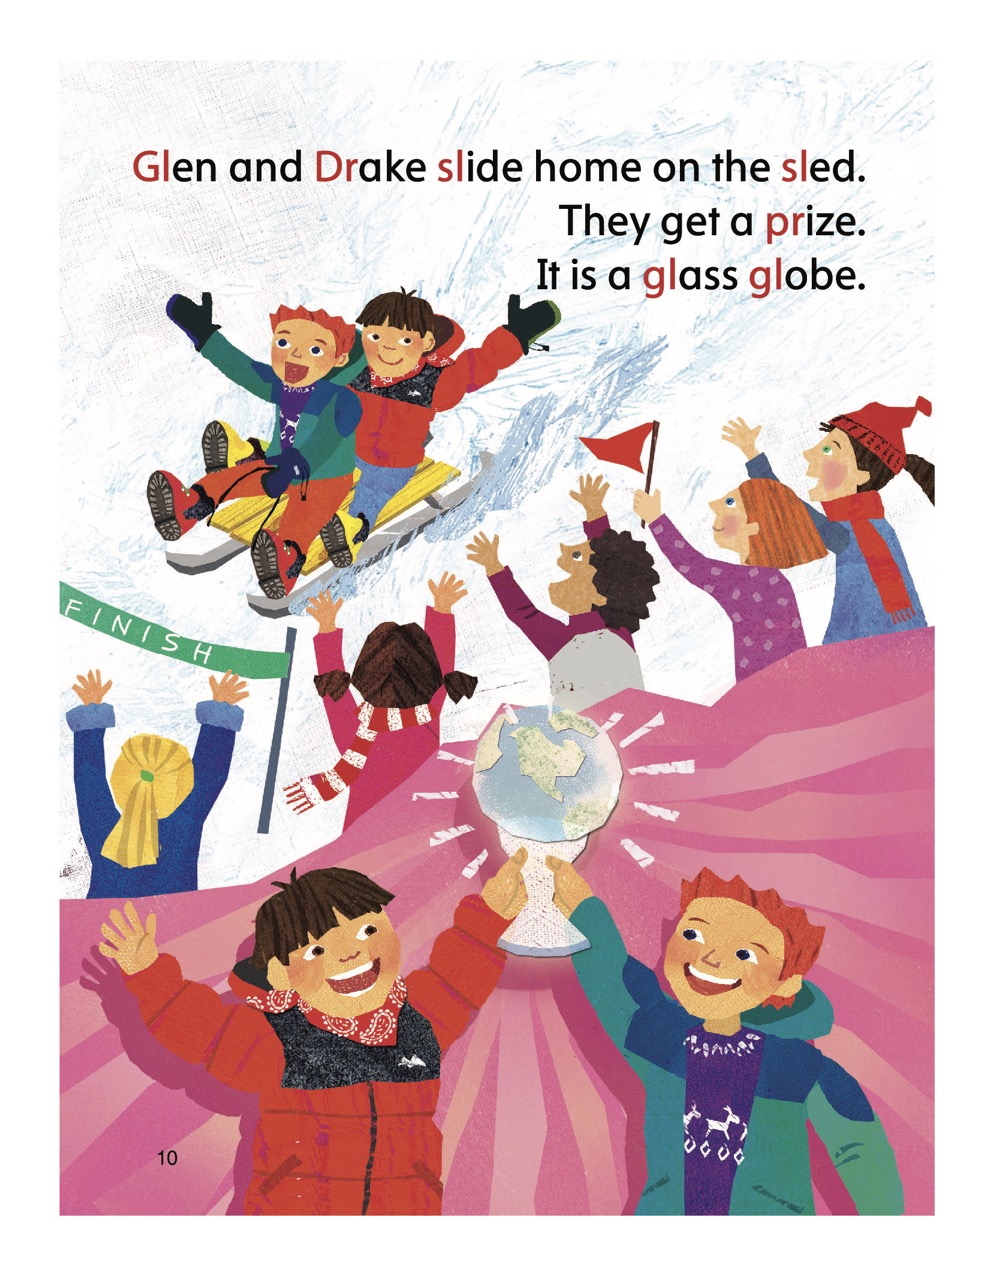 Glen and Drake slide home on the sled.
They get a prize.
It is a glass globe.
FINISH
10